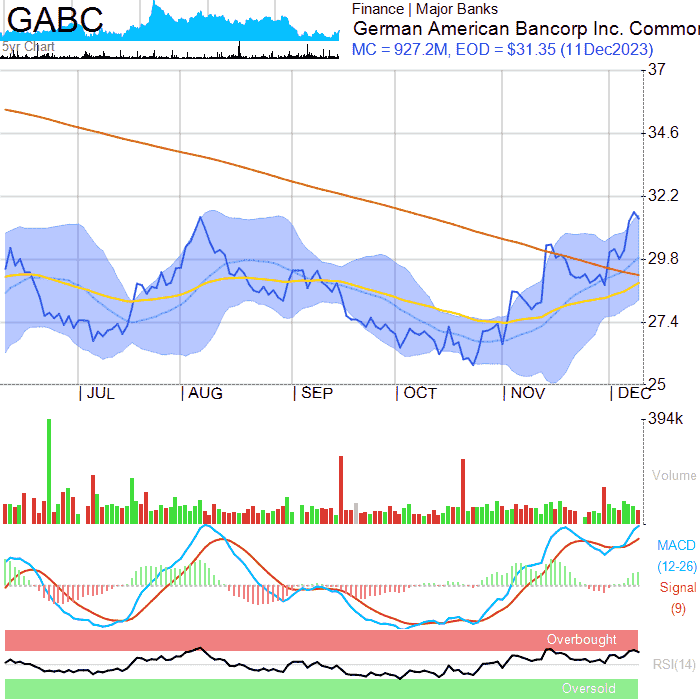 GABC
5yr Chart
Finance | Major Banks
German American Bancorp Inc. Common
MC = 927.2M, EOD = $31.35 (11Dec2023)
37
34.6
32.2
29.8
27.4
25
| JUL | AUG | SEP | OCT | NOV | DEC
394k
Volume
MACD
(12-26)
Signal
(9)
Overbought
RSI(14)
Oversold